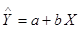 Ŷ = a + b X